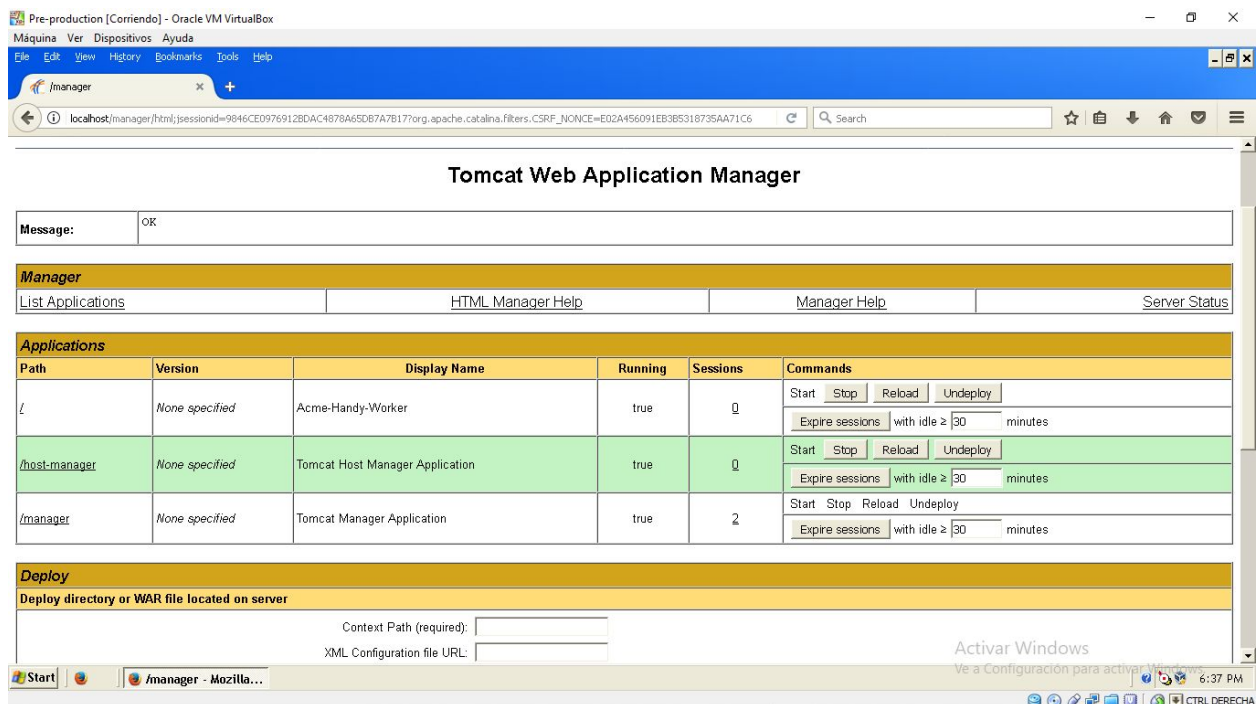 Pre-production [Corriendo] - Oracle VM VirtualBox
Máquina Ver Dispositivos Ayuda
File Edit View History Bookmarks Tools Help
/manager
localhost/manager/html;jsessionid=9846CE0976912BDAC4878A65DB7A7B17?org.apache.catalina.filters.CSRF_NONCE=E02A456091EB3B5318735AA71C6 Search
Tomcat Web Application Manager
Message: OK
Manager
List Applications HTML Manager Help Manager Help Server Status
Applications
Path Version Display Name Running Sessions Commands
/ None specified Acme-Handy-Worker true 0 Start Stop Reload Undeploy
Expire sessions with idle ≥ 30 minutes
/host-manager None specified Tomcat Host Manager Application true 0 Start Stop Reload Undeploy
Expire sessions with idle ≥ 30 minutes
/manager None specified Tomcat Manager Application true 2 Start Stop Reload Undeploy
Expire sessions with idle ≥ 30 minutes
Deploy
Deploy directory or WAR file located on server
Context Path (required):
XML Configuration file URL:
Activar Windows
Ve a Configuración para activar Windows.
Start /manager - Mozilla... 6:37 PM
CTRL DERECHA